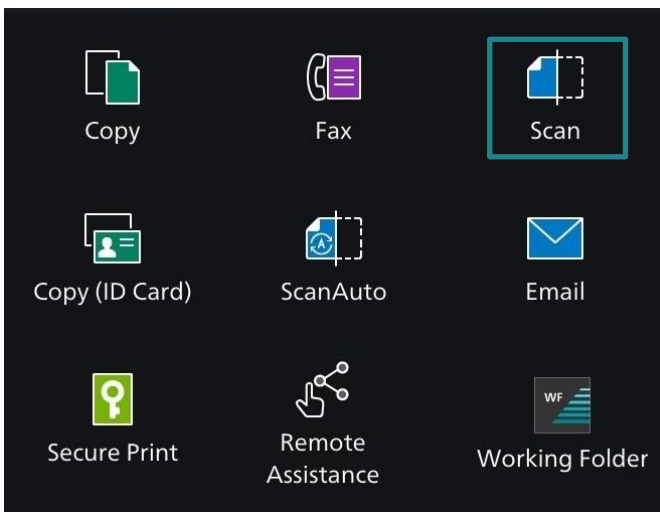 Copy
Fax
Scan
Copy (ID Card)
A
ScanAuto
Email
Secure Print
Remote
Assistance
WF
Working Folder